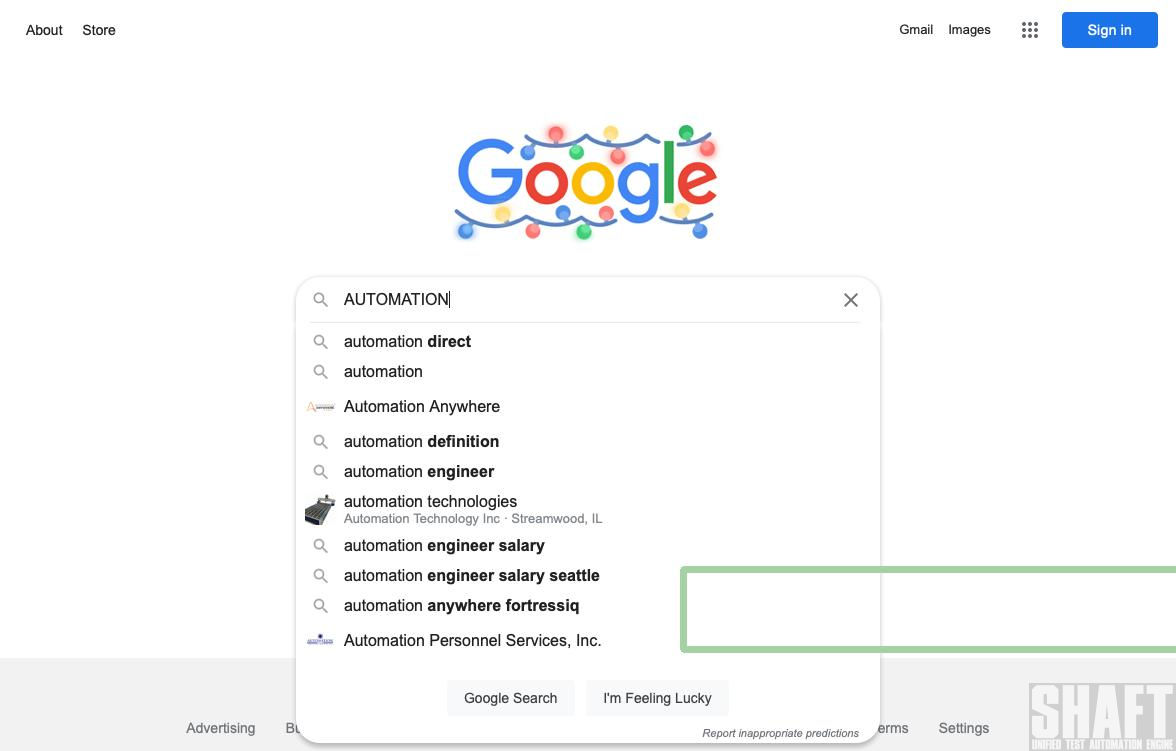 About Store Gmail Images Sign in
Google
AUTOMATION
automation direct
automation
Automation Anywhere
automation definition
automation engineer
automation technologies
Automation Technology Inc · Streamwood, IL
automation engineer salary
automation engineer salary seattle
automation anywhere fortressiq
Automation Personnel Services, Inc.
Google Search I'm Feeling Lucky
Report inappropriate predictions
Advertising Bu erms Settings
SHAFT
UNIFIED TEST AUTOMATION ENGINE